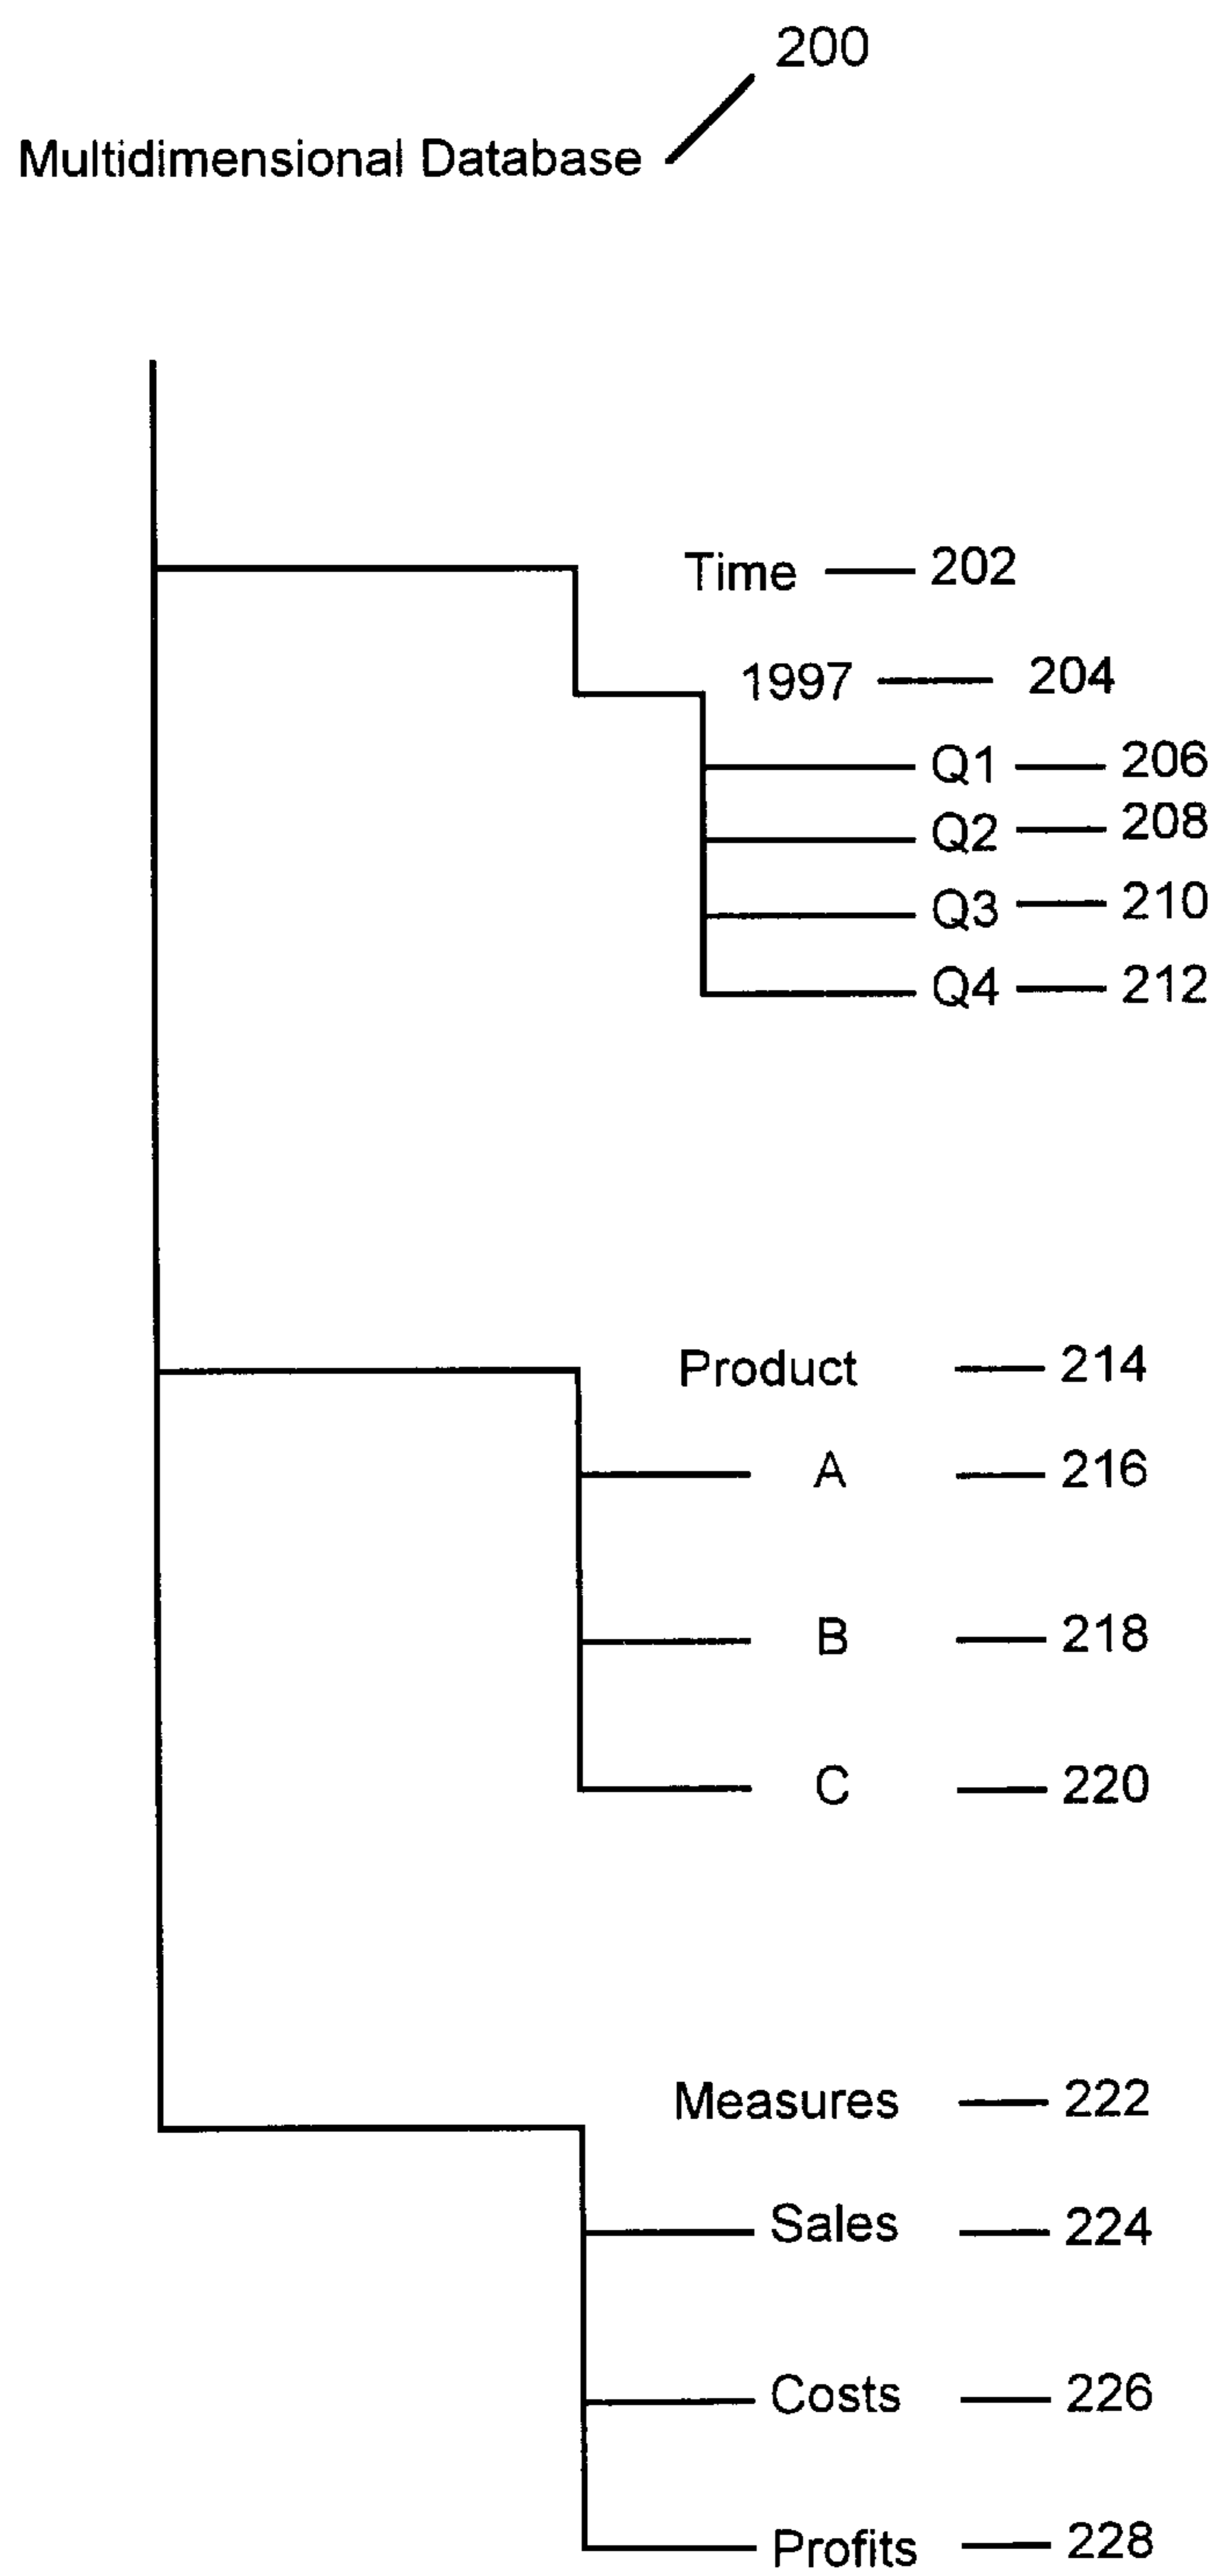 200
Multidimensional Database
Time 202
1997 204
Q1 206
Q2 208
Q3 210
Q4 212
Product 214
A 216
B 218
C 220
Measures 222
Sales 224
Costs 226
Profits 228